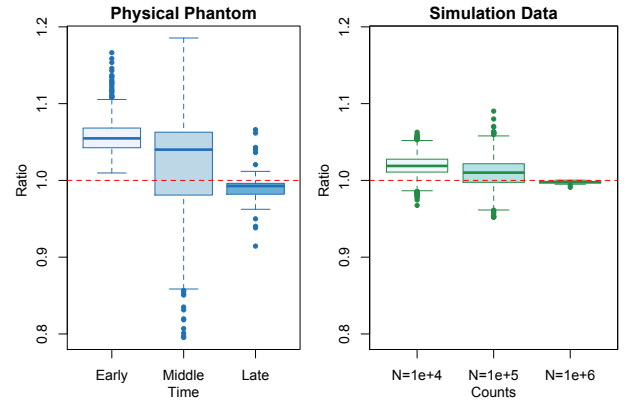 Physical Phantom
1.2
1.1
1.0
0.9
0.8
Ratio
Early
Middle
Late
Time
Simulation Data
1.2
1.1
1.0
0.9
0.8
Ratio
N=1e+4
N=1e+5
N=1e+6
Counts